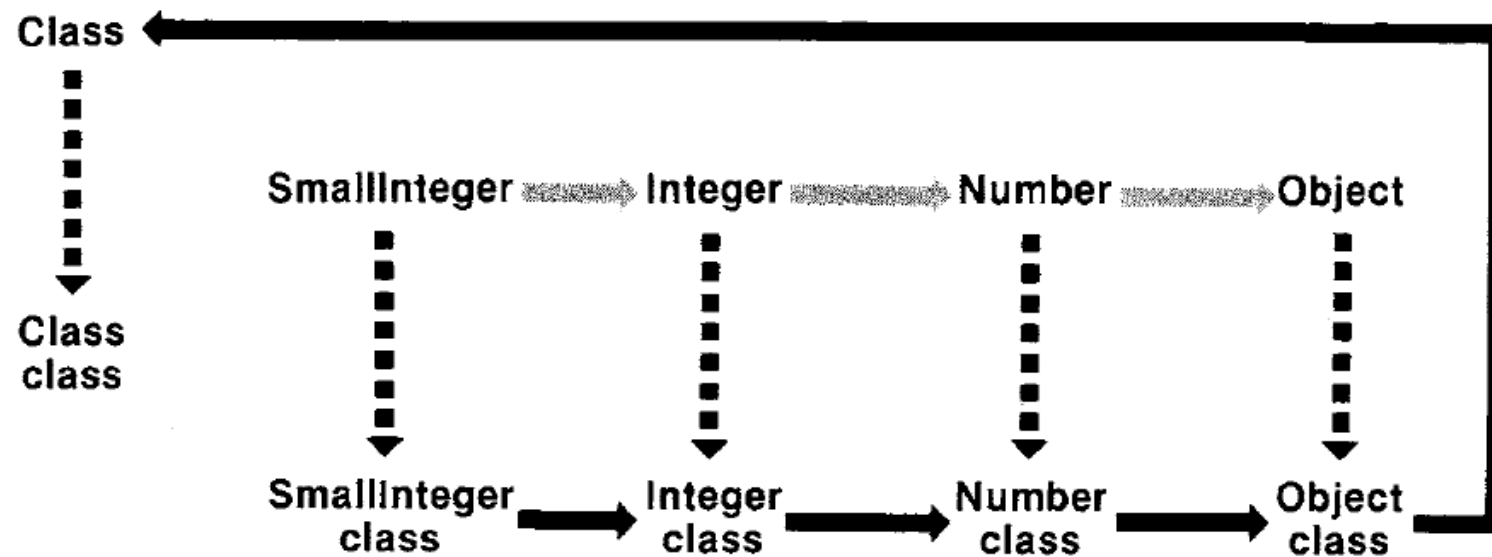 Class
SmallInteger Integer Number Object
Class
class
SmallInteger Integer Number Object
class class class class